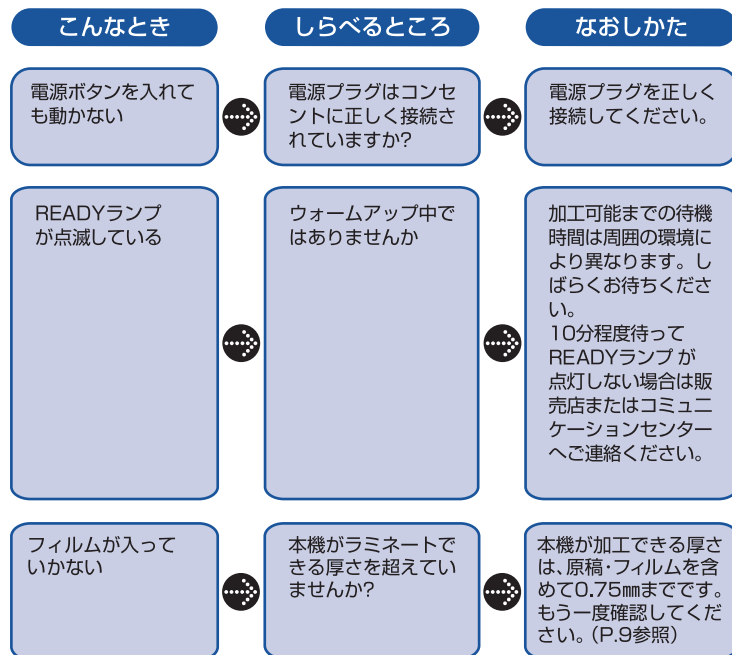 こんなとき
しらべるところ
なおしかた
電源ボタンを入れて
も動かない
電源プラグはコンセ
ントに正しく接続さ
れていますか?
電源プラグを正しく
接続してください。
READYランプ
が点滅している
ウォームアップ中で
はありませんか
加工可能までの待機
時間は周囲の環境に
より異なります。し
ばらくお待ちくださ
い。
10分程度待って
READYランプ が
点灯しない場合は販
売店またはコミュニ
ケーションセンター
へご連絡ください。
フィルムが入って
いかない
本機がラミネートで
きる厚さを超えてい
ませんか?
本機が加工できる厚さ
は、原稿・フィルムを含
めて0.75㎜までです。
もう一度確認してくだ
さい。(P.9参照)